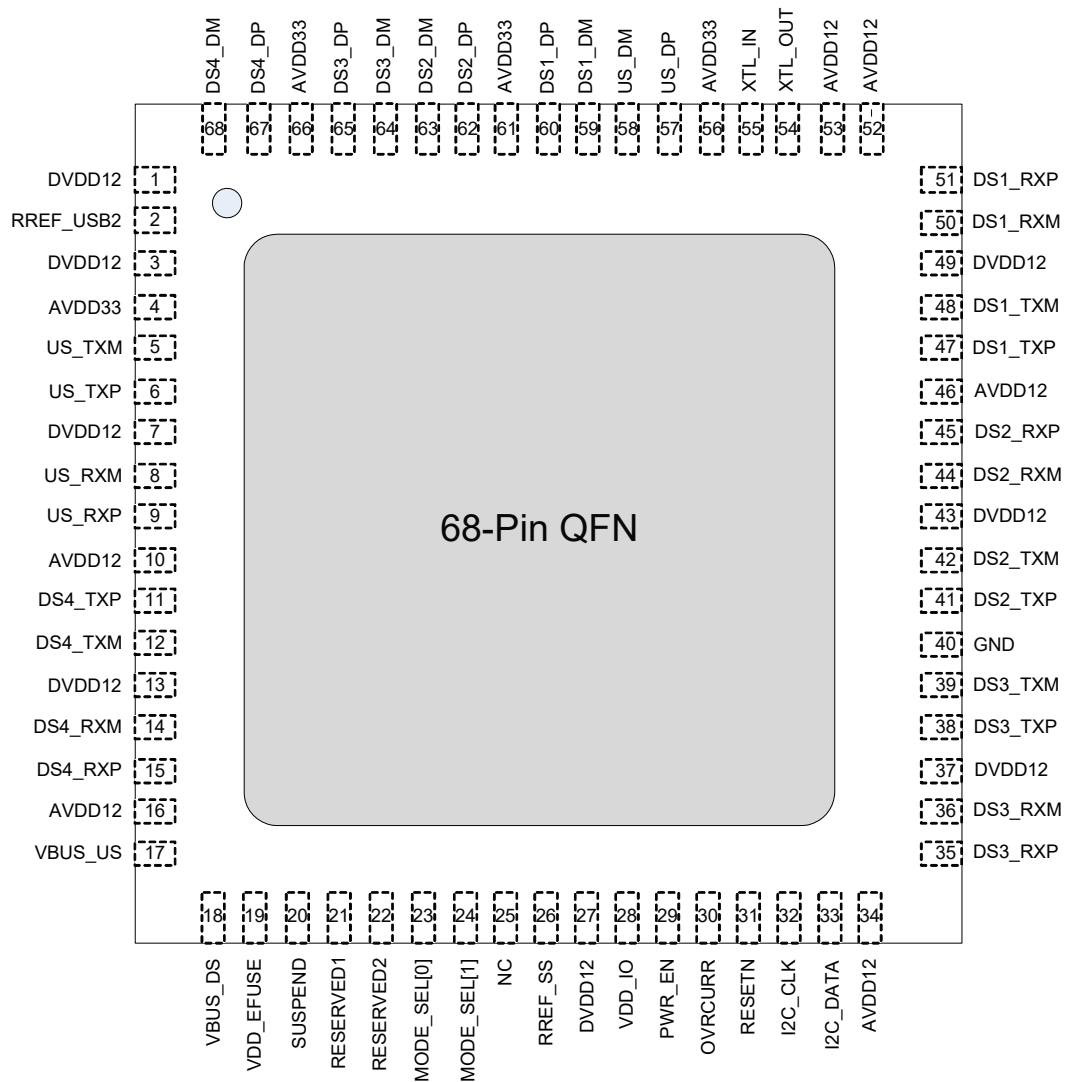 DS4_DM
DS4_DP
AVDD33
DS3_DP
DS3_DM
DS2_DM
DS2_DP
AVDD33
DS1_DP
DS1_DM
US_DM
US_DP
AVDD33
XTL_IN
XTL_OUT
AVDD12
AVDD12
68 67 66 65 64 63 62 61 60 59 58 57 56 55 54 53 52
DVDD12 1
RREF_USB2 2
DVDD12 3
AVDD33 4
US_TXM 5
US_TXP 6
DVDD12 7
US_RXM 8
US_RXP 9
AVDD12 10
DS4_TXP 11
DS4_TXM 12
DVDD12 13
DS4_RXM 14
DS4_RXP 15
AVDD12 16
VBUS_US 17
68-Pin QFN
51 DS1_RXP
50 DS1_RXM
49 DVDD12
48 DS1_TXM
47 DS1_TXP
46 AVDD12
45 DS2_RXP
44 DS2_RXM
43 DVDD12
42 DS2_TXM
41 DS2_TXP
40 GND
39 DS3_TXM
38 DS3_TXP
37 DVDD12
36 DS3_RXM
35 DS3_RXP
18 19 20 21 22 23 24 25 26 27 28 29 30 31 32 33 34
VBUS_DS
VDD_EFUSE
SUSPEND
RESERVED1
RESERVED2
MODE_SEL[0]
MODE_SEL[1]
NC
RREF_SS
DVDD12
VDD_IO
PWR_EN
OVRCURR
RESETN
I2C_CLK
I2C_DATA
AVDD12